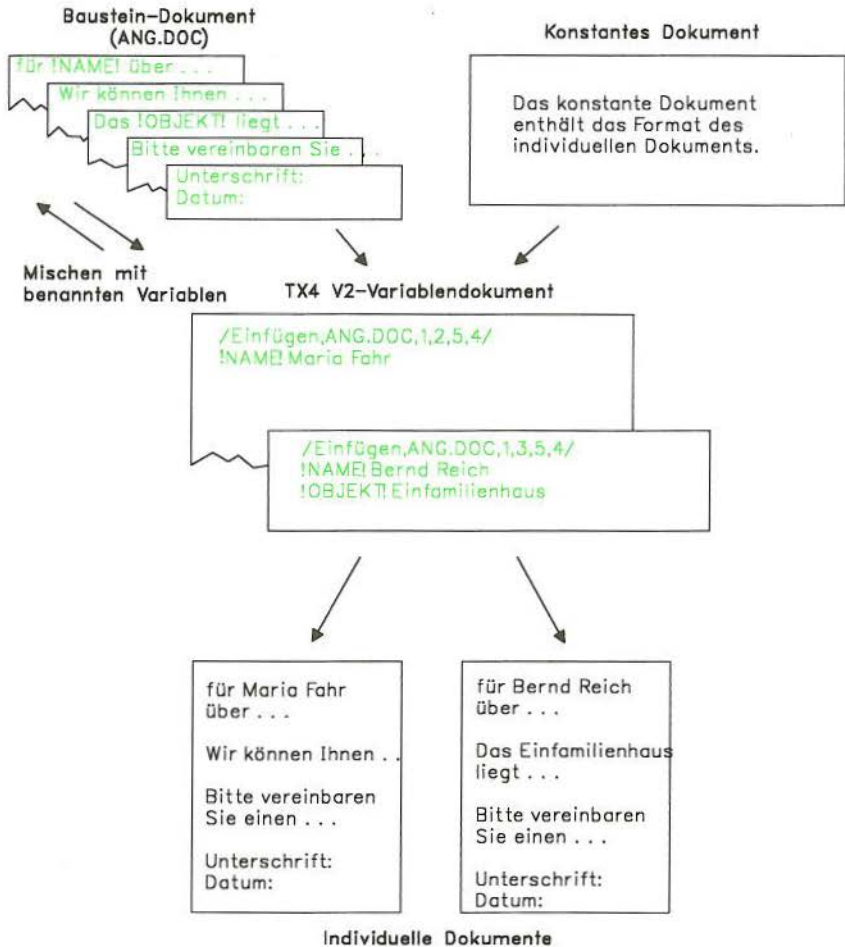 Baustein-Dokument
(ANG.DOC)
für !NAME! über . . .
Wir können Ihnen . . .
Das !OBJEKT! liegt . . .
Bitte vereinbaren Sie . . .
Unterschrift:
Datum:
Konstantes Dokument
Das konstante Dokument
enthält das Format des
individuellen Dokuments.
Mischen mit
benannten Variablen
TX4 V2-Variablendokument
/Einfügen,ANG.DOC,1,2,5,4/
!NAME! Maria Fahr
/Einfügen,ANG.DOC,1,3,5,4/
!NAME! Bernd Reich
!OBJEKT! Einfamilienhaus
für Maria Fahr
über . . .
Wir können Ihnen . .
Bitte vereinbaren
Sie einen . . .
Unterschrift:
Datum:
für Bernd Reich
über . . .
Das Einfamilienhaus
liegt . . .
Bitte vereinbaren
Sie einen . . .
Unterschrift:
Datum:
Individuelle Dokumente